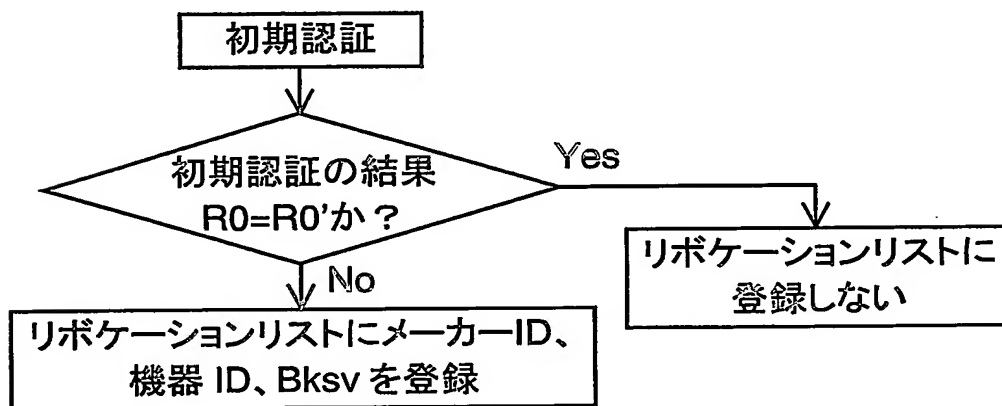 初期認証
初期認証の結果
R0=R0'か？
Yes
No
リボケーションリストに
登録しない
リボケーションリストにメーカーID、
機器 ID、Bksv を登録